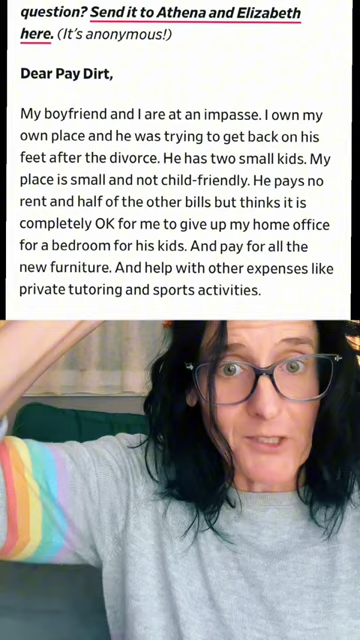 question? Send it to Athena and Elizabeth
here. (It's anonymous!)
Dear Pay Dirt,
My boyfriend and I are at an impasse. I own my
own place and he was trying to get back on his
feet after the divorce. He has two small kids. My
place is small and not child-friendly. He pays no
rent and half of the other bills but thinks it is
completely OK for me to give up my home office
for a bedroom for his kids. And pay for all the
new furniture. And help with other expenses like
private tutoring and sports activities.